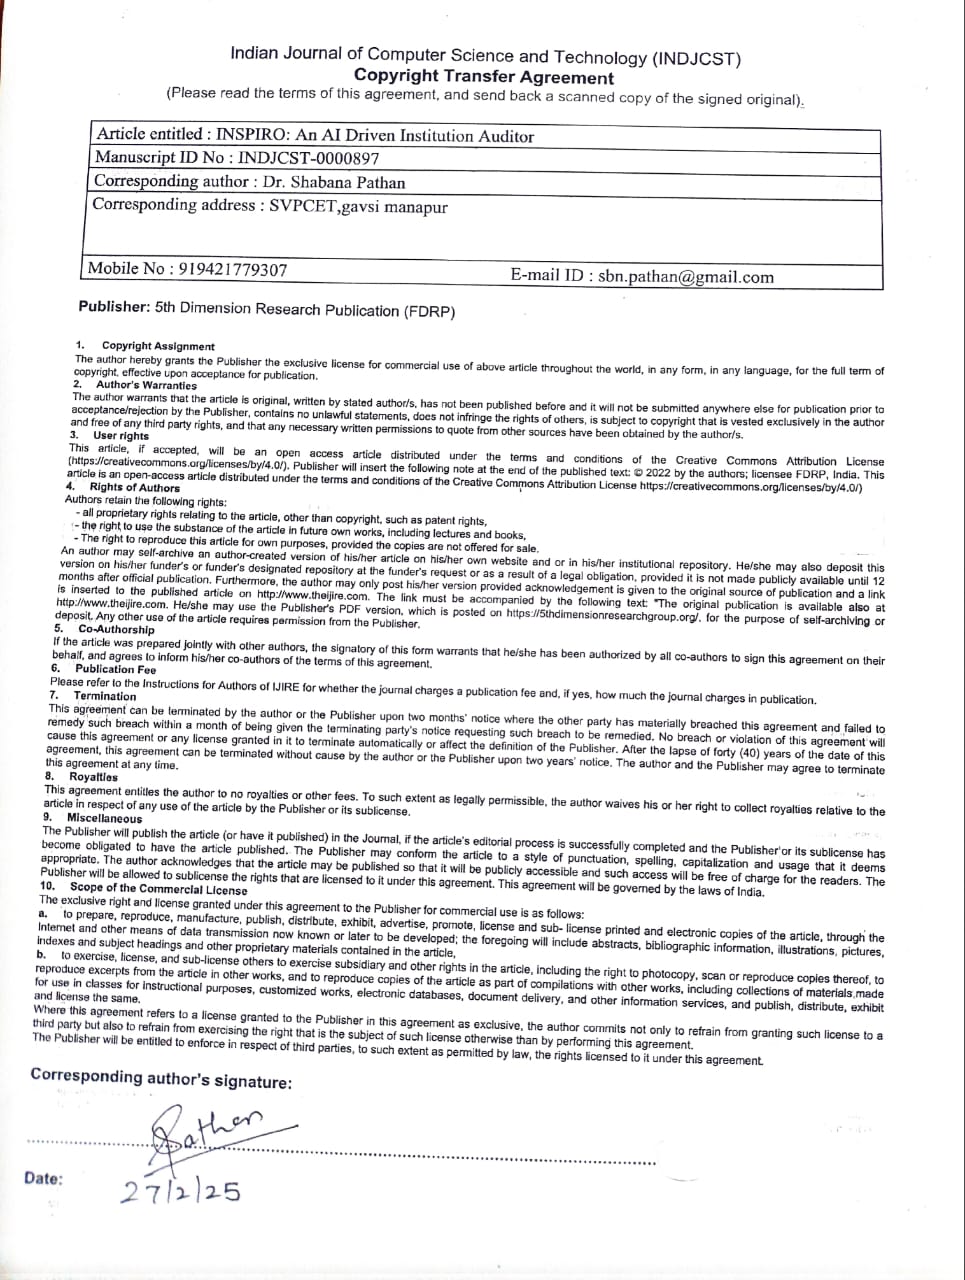 Indian Journal of Computer Science and Technology (INDJCST)
Copyright Transfer Agreement
(Please read the terms of this agreement, and send back a scanned copy of the signed original).
Article entitled : INSPIRO: An AI Driven Institution Auditor
Manuscript ID No : INDJCST-0000897
Corresponding author : Dr. Shabana Pathan
Corresponding address : SVPCET,gavsi manapur
Mobile No : 919421779307 E-mail ID : sbn.pathan@gmail.com
Publisher: 5th Dimension Research Publication (FDRP)
1. Copyright Assignment
The author hereby grants the Publisher the exclusive license for commercial use of above article throughout the world, in any form, in any language, for the full term of
copyright, effective upon acceptance for publication.
2. Author's Warranties
The author warrants that the article is original, written by stated author/s, has not been published before and it will not be submitted anywhere else for publication prior to
acceptance/rejection by the Publisher, contains no unlawful statements, does not infringe the rights of others, is subject to copyright that is vested exclusively in the author
and free of any third party rights, and that any necessary written permissions to quote from other sources have been obtained by the author/s.
3. User rights
This article, if accepted, will be an open access article distributed under the terms and conditions of the Creative Commons Attribution License
(https://creativecommons.org/licenses/by/4.0/). Publisher will insert the following note at the end of the published text: © 2022 by the authors; licensee FDRP, India. This
article is an open-access article distributed under the terms and conditions of the Creative Commons Attribution License https://creativecommons.org/licenses/by/4.0/)
4. Rights of Authors
Authors retain the following rights:
- all proprietary rights relating to the article, other than copyright, such as patent rights,
- the right to use the substance of the article in future own works, including lectures and books,
- The right to reproduce this article for own purposes, provided the copies are not offered for sale.
An author may self-archive an author-created version of his/her article on his/her own website and or in his/her institutional repository. He/she may also deposit this
version on his/her funder's or funder's designated repository at the funder's request or as a result of a legal obligation, provided it is not made publicly available until 12
months after official publication. Furthermore, the author may only post his/her version provided acknowledgement is given to the original source of publication and a link
is inserted to the published article on http://www.theijire.com. The link must be accompanied by the following text: "The original publication is available also at
http://www.theijire.com. He/she may use the Publisher's PDF version, which is posted on https://5thdimensionresearchgroup.org/. for the purpose of self-archiving or
deposit. Any other use of the article requires permission from the Publisher.
5. Co-Authorship
If the article was prepared jointly with other authors, the signatory of this form warrants that he/she has been authorized by all co-authors to sign this agreement on their
behalf, and agrees to inform his/her co-authors of the terms of this agreement.
6. Publication Fee
Please refer to the Instructions for Authors of IJIRE for whether the journal charges a publication fee and, if yes, how much the journal charges in publication.
7. Termination
This agreement can be terminated by the author or the Publisher upon two months' notice where the other party has materially breached this agreement and failed to
remedy such breach within a month of being given the terminating party's notice requesting such breach to be remedied. No breach or violation of this agreement will
cause this agreement or any license granted in it to terminate automatically or affect the definition of the Publisher. After the lapse of forty (40) years of the date of this
agreement, this agreement can be terminated without cause by the author or the Publisher upon two years' notice. The author and the Publisher may agree to terminate
this agreement at any time.
8. Royalties
This agreement entitles the author to no royalties or other fees. To such extent as legally permissible, the author waives his or her right to collect royalties relative to the
article in respect of any use of the article by the Publisher or its sublicense.
9. Miscellaneous
The Publisher will publish the article (or have it published) in the Journal, if the article's editorial process is successfully completed and the Publisher or its sublicense has
become obligated to have the article published. The Publisher may conform the article to a style of punctuation, spelling, capitalization and usage that it deems
appropriate. The author acknowledges that the article may be published so that it will be publicly accessible and such access will be free of charge for the readers. The
Publisher will be allowed to sublicense the rights that are licensed to it under this agreement. This agreement will be governed by the laws of India.
10. Scope of the Commercial License
The exclusive right and license granted under this agreement to the Publisher for commercial use is as follows:
a. to prepare, reproduce, manufacture, publish, distribute, exhibit, advertise, promote, license and sub- license printed and electronic copies of the article, through the
Internet and other means of data transmission now known or later to be developed; the foregoing will include abstracts, bibliographic information, illustrations, pictures,
indexes and subject headings and other proprietary materials contained in the article,
b. to exercise, license, and sub-license others to exercise subsidiary and other rights in the article, including the right to photocopy, scan or reproduce copies thereof, to
reproduce excerpts from the article in other works, and to reproduce copies of the article as part of compilations with other works, including collections of materials made
for use in classes for instructional purposes, customized works, electronic databases, document delivery, and other information services, and publish, distribute, exhibit
and license the same.
Where this agreement refers to a license granted to the Publisher in this agreement as exclusive, the author commits not only to refrain from granting such license to a
third party but also to refrain from exercising the right that is the subject of such license otherwise than by performing this agreement.
The Publisher will be entitled to enforce in respect of third parties, to such extent as permitted by law, the rights licensed to it under this agreement.
Corresponding author's signature:
Pathan
Date:
27/2/25